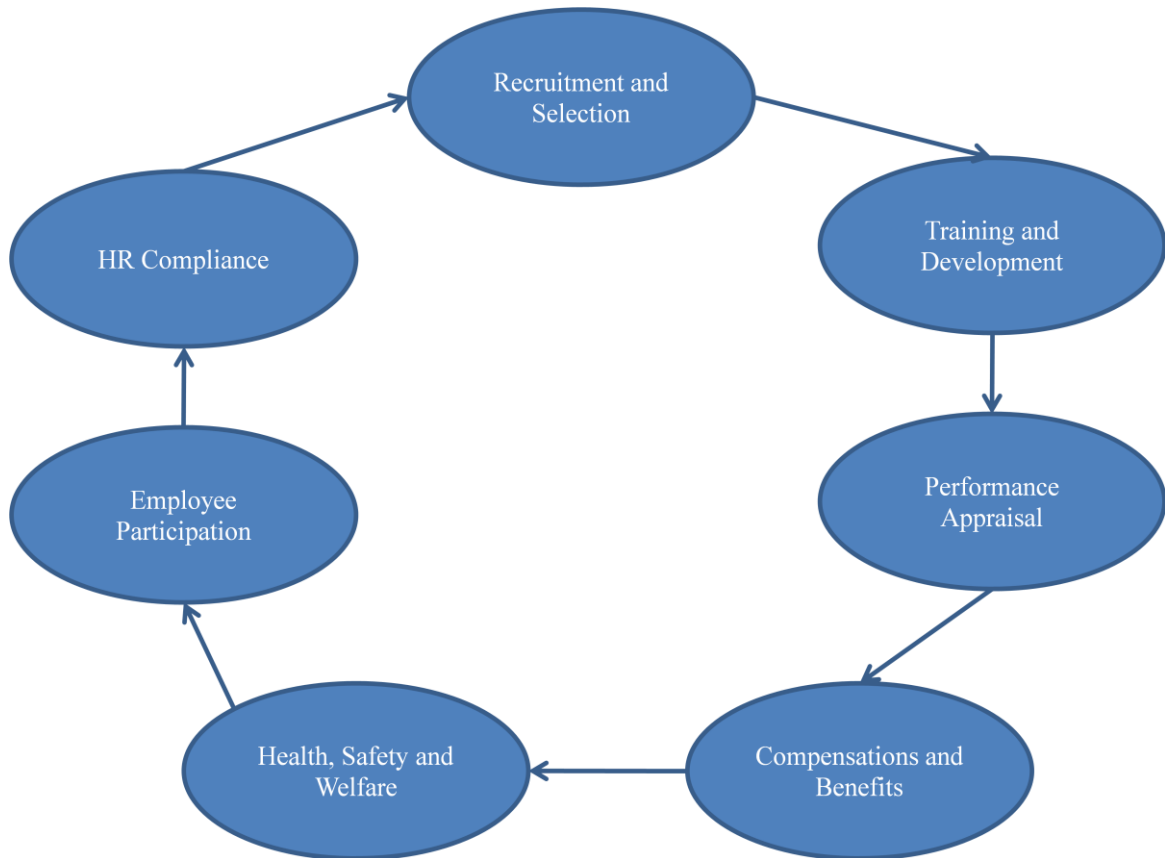 Recruitment and
Selection
Training and
Development
Performance
Appraisal
Compensations and
Benefits
Health, Safety and
Welfare
Employee
Participation
HR Compliance